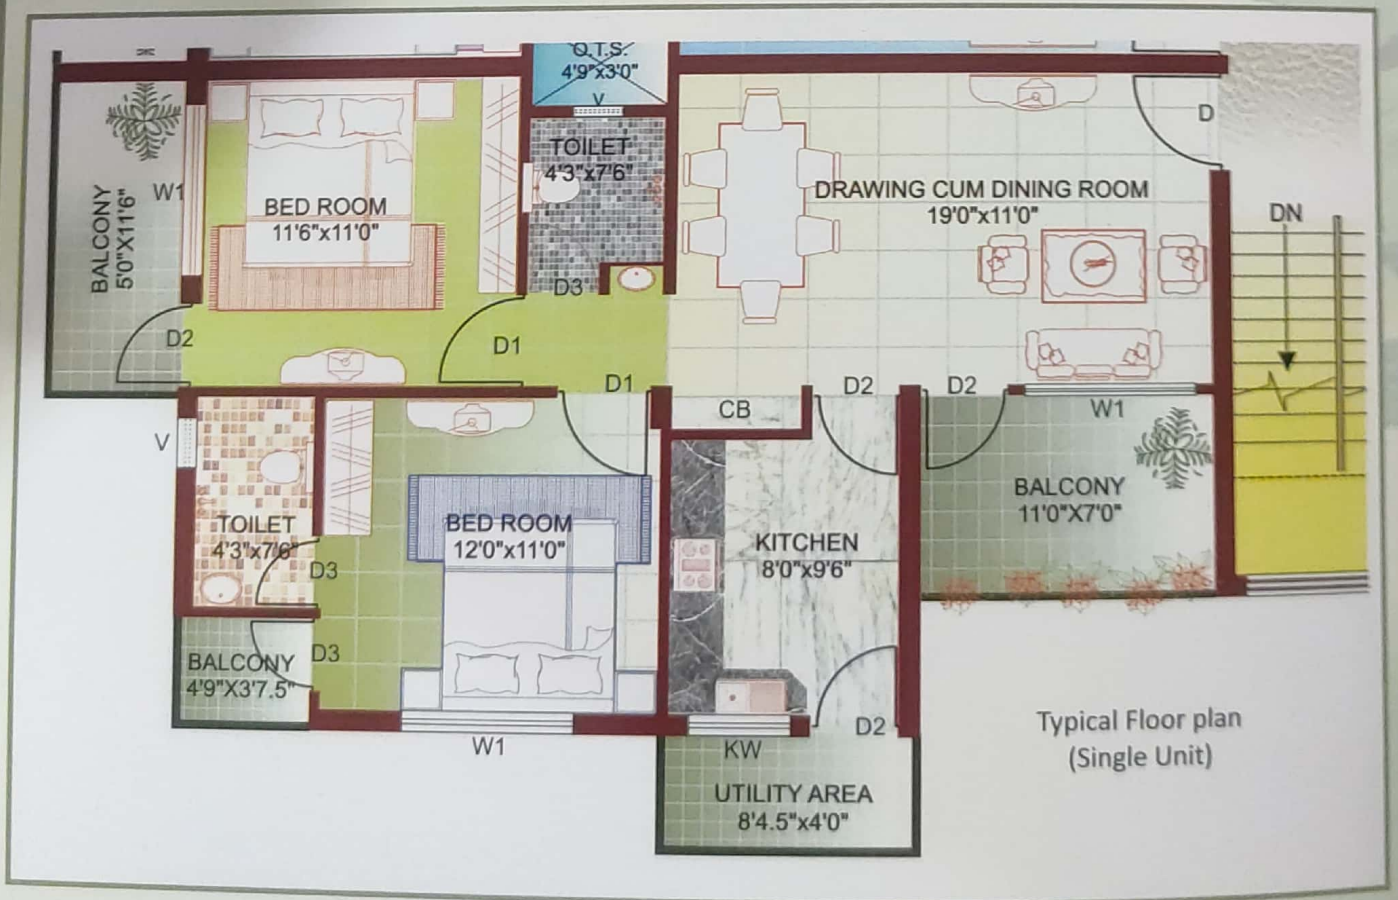 O.T.S.
4'9"x3'0"
V
TOILET
4'3"x7'6"
D
W1
BED ROOM
11'6"x11'0"
BALCONY
5'0"X11'6"
DRAWING CUM DINING ROOM
19'0"x11'0"
DN
D3
D2
D1
D1
D2
D2
CB
W1
V
BALCONY
11'0"X7'0"
TOILET
4'3"x7'6"
BED ROOM
12'0"x11'0"
KITCHEN
8'0"x9'6"
D3
D3
BALCONY
4'9"X3'7.5"
W1
KW
D2
Typical Floor plan
(Single Unit)
UTILITY AREA
8'4.5"x4'0"